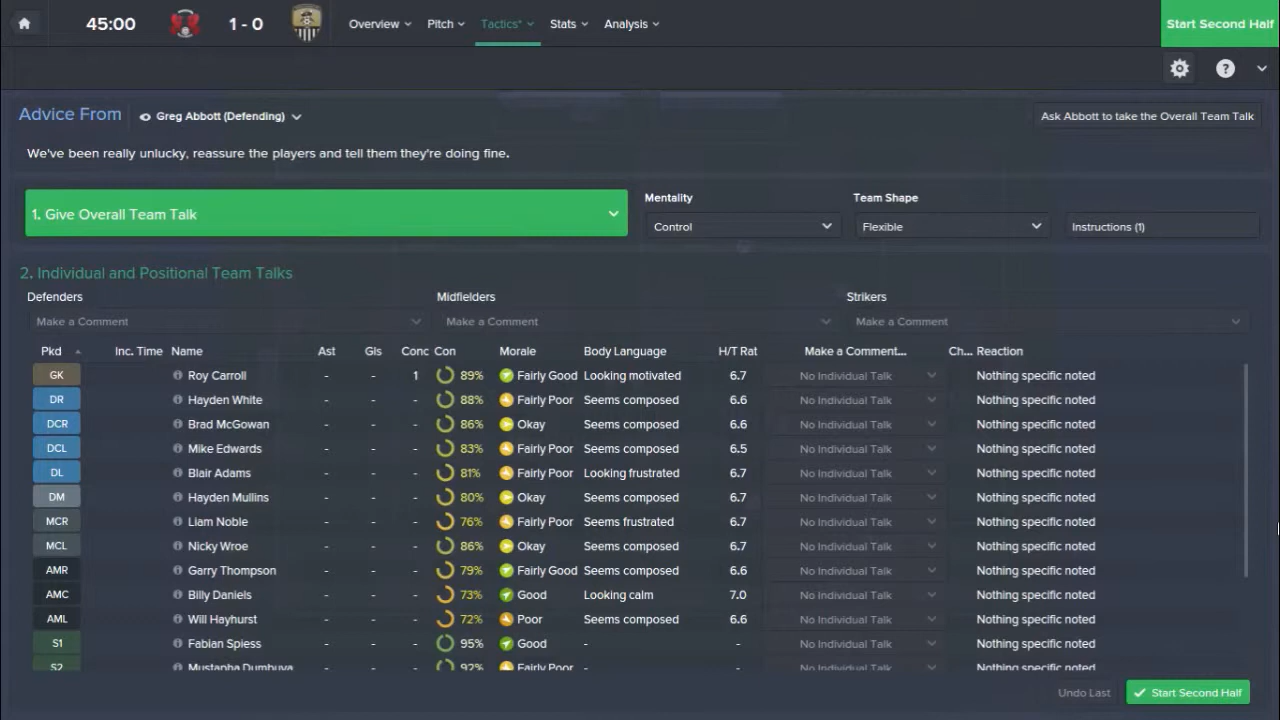 45:00 1 - 0 Overview Pitch Tactics* Stats Analysis Start Second Half
?
Advice From Greg Abbott (Defending) Ask Abbott to take the Overall Team Talk
We've been really unlucky, reassure the players and tell them they're doing fine.
Mentality Team Shape
1. Give Overall Team Talk Control Flexible Instructions (1)
2. Individual and Positional Team Talks
Defenders Midfielders Strikers
Make a Comment Make a Comment Make a Comment
Pkd Inc. Time Name Ast Gls Conc Con Morale Body Language H/T Rat Make a Comment... Ch... Reaction
GK Roy Carroll - - 1 89% Fairly Good Looking motivated 6.7 No Individual Talk Nothing specific noted
DR Hayden White - - - 88% Fairly Poor Seems composed 6.6 No Individual Talk Nothing specific noted
DCR Brad McGowan - - - 86% Okay Seems composed 6.6 No Individual Talk Nothing specific noted
DCL Mike Edwards - - - 83% Fairly Poor Seems composed 6.5 No Individual Talk Nothing specific noted
DL Blair Adams - - - 81% Fairly Poor Looking frustrated 6.7 No Individual Talk Nothing specific noted
DM Hayden Mullins - - - 80% Okay Seems composed 6.7 No Individual Talk Nothing specific noted
MCR Liam Noble - - - 76% Fairly Poor Seems frustrated 6.7 No Individual Talk Nothing specific noted
MCL Nicky Wroe - - - 86% Okay Seems composed 6.7 No Individual Talk Nothing specific noted
AMR Garry Thompson - - - 79% Fairly Good Seems composed 6.6 No Individual Talk Nothing specific noted
AMC Billy Daniels - - - 73% Good Looking calm 7.0 No Individual Talk Nothing specific noted
AML Will Hayhurst - - - 72% Poor Seems composed 6.6 No Individual Talk Nothing specific noted
S1 Fabian Spiess - - - 95% Good - - No Individual Talk Nothing specific noted
S2 Mustapha Dumbuya - - - 92% Fairly Poor - - No Individual Talk Nothing specific noted
Undo Last Start Second Half